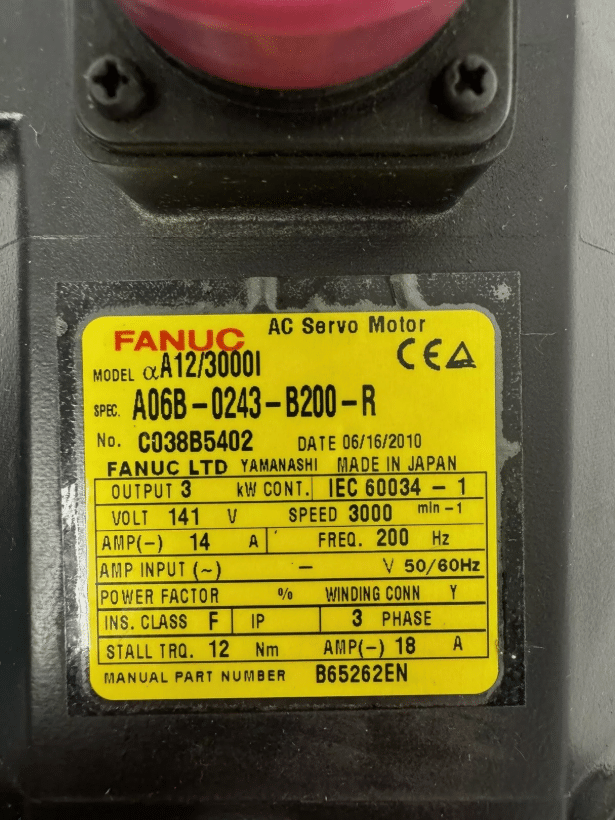 FANUC AC Servo Motor
CE
MODEL αA12/3000I
SPEC. A06B-0243-B200-R
No. C038B5402 DATE 06/16/2010
FANUC LTD YAMANASHI MADE IN JAPAN
OUTPUT 3 kW CONT. IEC 60034-1
VOLT 141 V SPEED 3000 min-1
AMP(~) 14 A FREQ. 200 Hz
AMP INPUT (~) - V 50/60Hz
POWER FACTOR % WINDING CONN Y
INS. CLASS F IP 3 PHASE
STALL TRQ. 12 Nm AMP(~) 18 A
MANUAL PART NUMBER B65262EN